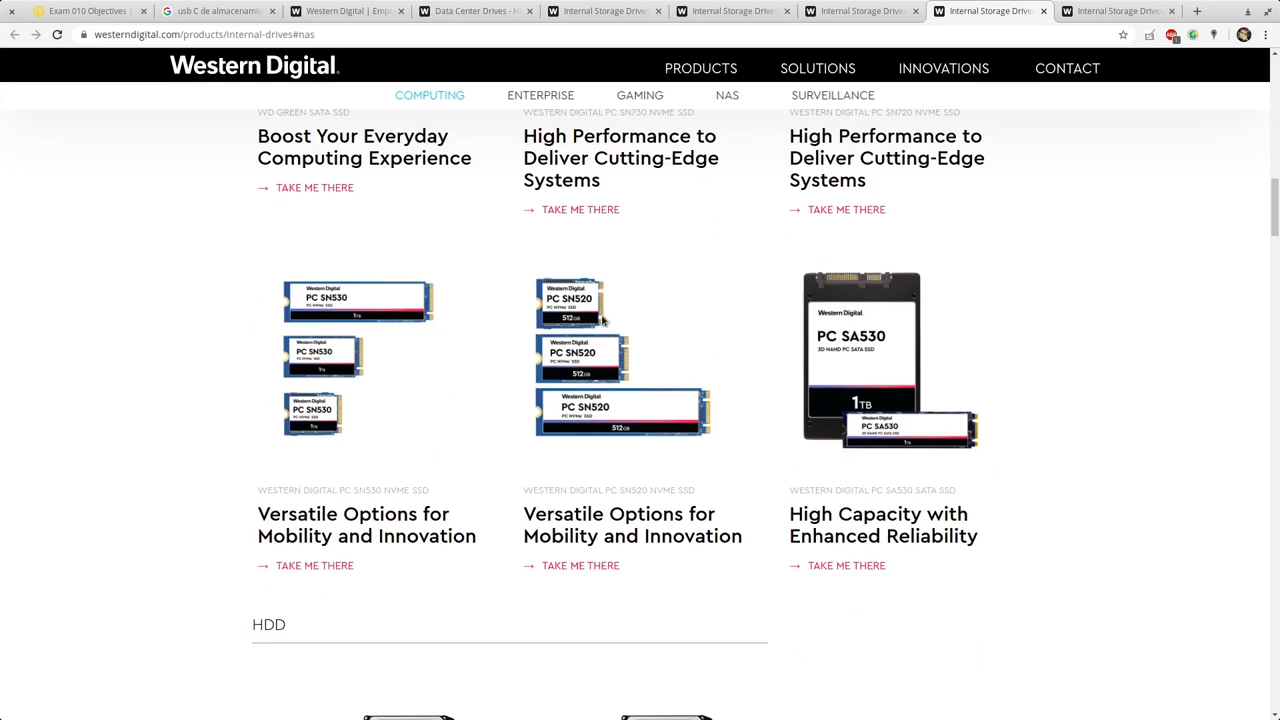 Exam 010 Objectives |
usb C de almacenamie
Western Digital | Emp
Data Center Drives - H
Internal Storage Drives
Internal Storage Drives
Internal Storage Drives
Internal Storage Drives
Internal Storage Drives
westerndigital.com/products/internal-drives#nas
Western Digital.
PRODUCTS
SOLUTIONS
INNOVATIONS
CONTACT
COMPUTING
ENTERPRISE
GAMING
NAS
SURVEILLANCE
WD GREEN SATA SSD
Boost Your Everyday
Computing Experience
→ TAKE ME THERE
WESTERN DIGITAL PC SN730 NVME SSD
High Performance to
Deliver Cutting-Edge
Systems
→ TAKE ME THERE
WESTERN DIGITAL PC SN720 NVME SSD
High Performance to
Deliver Cutting-Edge
Systems
→ TAKE ME THERE
Western Digital
PC SN530
PC NVMe SSD
1TB
Western Digital
PC SN530
PC NVMe SSD
1TB
Western Digital
PC SN530
PC NVMe SSD
1TB
WESTERN DIGITAL PC SN530 NVME SSD
Versatile Options for
Mobility and Innovation
→ TAKE ME THERE
Western Digital
PC SN520
PC NVMe SSD
512GB
Western Digital
PC SN520
PC NVMe SSD
512GB
Western Digital
PC SN520
PC NVMe SSD
512GB
WESTERN DIGITAL PC SN520 NVME SSD
Versatile Options for
Mobility and Innovation
→ TAKE ME THERE
Western Digital
PC SA530
3D NAND PC SATA SSD
1TB
Western Digital
PC SA530
3D NAND PC SATA SSD
1TB
WESTERN DIGITAL PC SA530 SATA SSD
High Capacity with
Enhanced Reliability
→ TAKE ME THERE
HDD